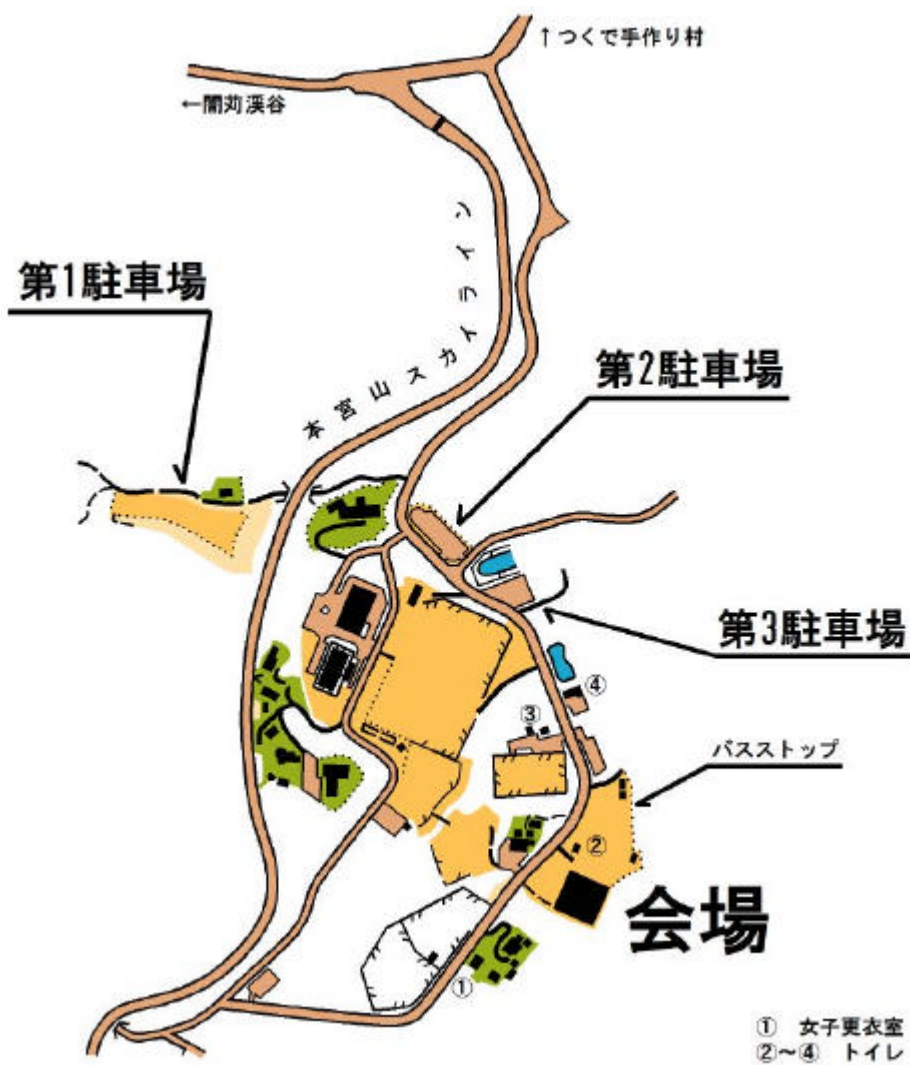 ↑つくで手作り村
←闇苅渓谷
本宮山スカイライン
第1駐車場
第2駐車場
第3駐車場
④
③
バスストップ
②
会場
①
① 女子更衣室
②～④ トイレ